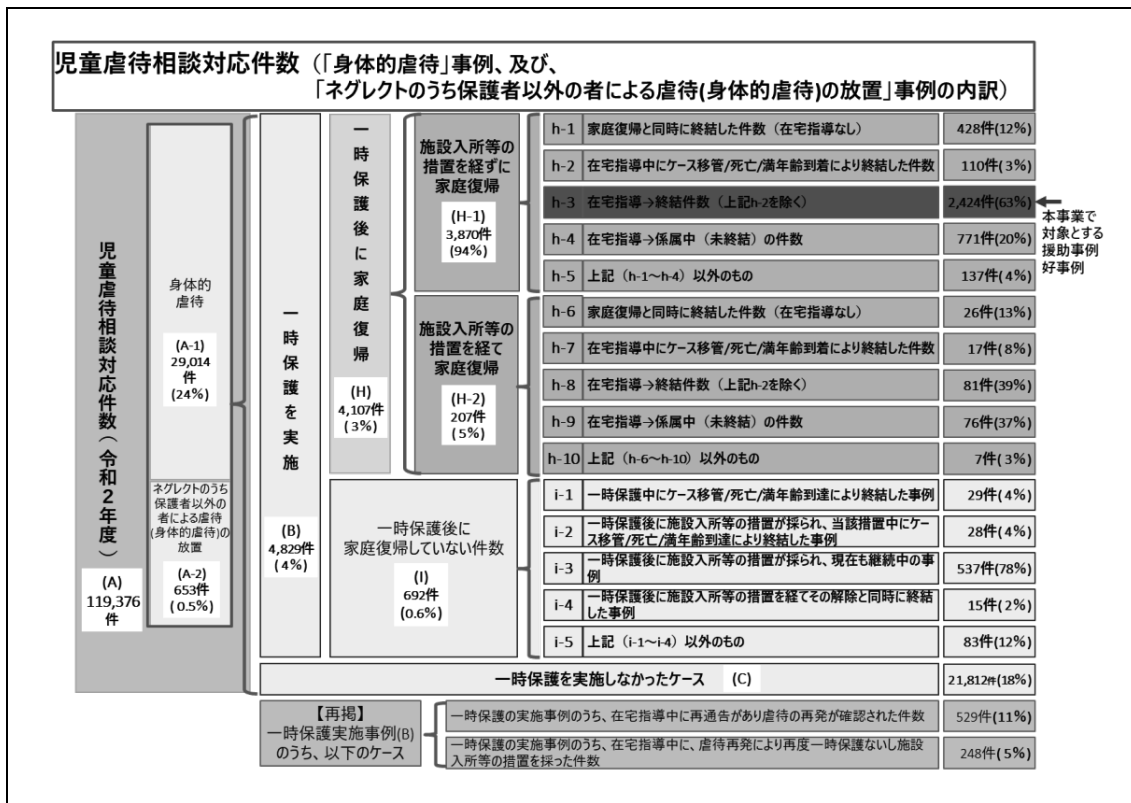 児童虐待相談対応件数（「身体的虐待」事例、及び、
「ネグレクトのうち保護者以外の者による虐待(身体的虐待)の放置」事例の内訳）
児童虐待相談対応件数（令和２年度）
(A)
119,376
件
身体的
虐待
(A-1)
29,014
件
(24%)
ネグレクトのうち
保護者以外の
者による虐待
(身体的虐待)の
放置
(A-2)
653件
(0.5%)
一時保護を実施
(B)
4,829件
(4%)
一時保護後に家庭復帰
(H)
4,107件
(3%)
施設入所等の
措置を経ずに
家庭復帰
(H-1)
3,870件
(94%)
h-1 家庭復帰と同時に終結した件数（在宅指導なし） 428件(12%)
h-2 在宅指導中にケース移管/死亡/満年齢到着により終結した件数 110件(3%)
h-3 在宅指導→終結件数（上記h-2を除く） 2,424件(63%)
h-4 在宅指導→係属中（未終結）の件数 771件(20%)
h-5 上記（h-1～h-4）以外のもの 137件(4%)
本事業で
対象とする
援助事例
好事例
施設入所等の
措置を経て
家庭復帰
(H-2)
207件
(5%)
h-6 家庭復帰と同時に終結した件数（在宅指導なし） 26件(13%)
h-7 在宅指導中にケース移管/死亡/満年齢到着により終結した件数 17件(8%)
h-8 在宅指導→終結件数（上記h-2を除く） 81件(39%)
h-9 在宅指導→係属中（未終結）の件数 76件(37%)
h-10 上記（h-6～h-10）以外のもの 7件(3%)
一時保護後に
家庭復帰していない件数
(I)
692件
(0.6%)
i-1 一時保護中にケース移管/死亡/満年齢到達により終結した事例 29件(4%)
i-2 一時保護後に施設入所等の措置が採られ、当該措置中にケー
ス移管/死亡/満年齢到達により終結した事例 28件(4%)
i-3 一時保護後に施設入所等の措置が採られ、現在も継続中の事
例 537件(78%)
i-4 一時保護後に施設入所等の措置を経てその解除と同時に終結
した事例 15件(2%)
i-5 上記（i-1～i-4）以外のもの 83件(12%)
一時保護を実施しなかったケース (C) 21,812件(18%)
【再掲】
一時保護実施事例(B)
のうち、以下のケース
一時保護の実施事例のうち、在宅指導中に再通告があり虐待の再発が確認された件数 529件(11%)
一時保護の実施事例のうち、在宅指導中に、虐待再発により再度一時保護ないし施設
入所等の措置を採った件数 248件(5%)